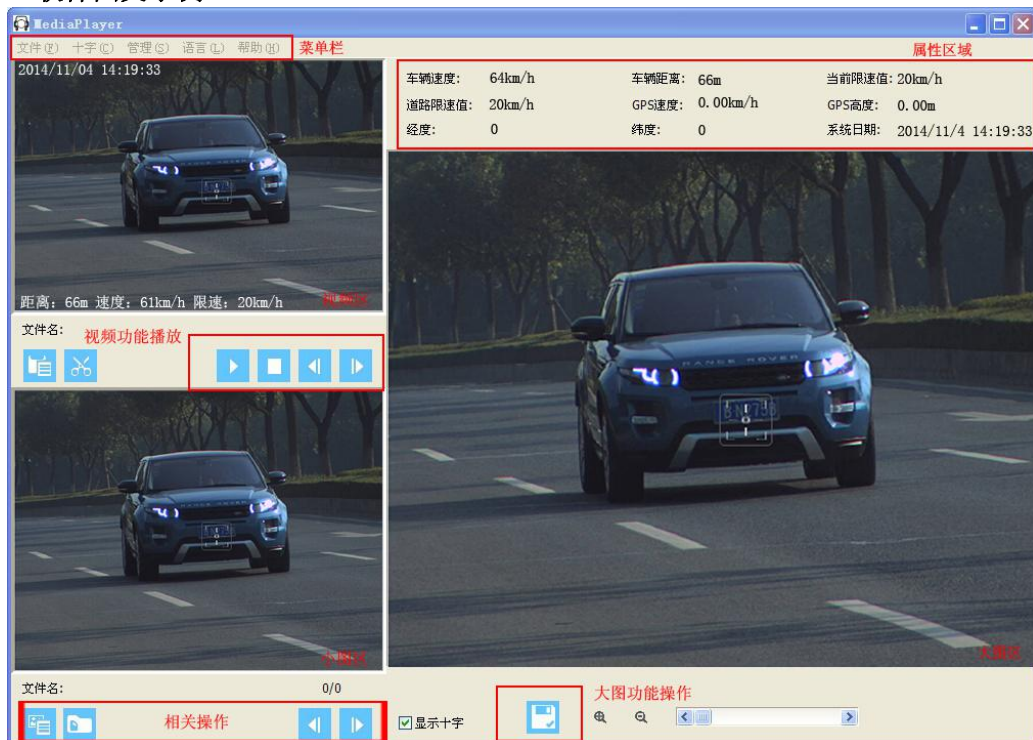 MediaPlayer
文件(F) 十字(C) 管理(S) 语言(L) 帮助(H) 菜单栏
属性区域
2014/11/04 14:19:33
车辆速度: 64km/h 车辆距离: 66m 当前限速值: 20km/h
道路限速值: 20km/h GPS速度: 0.00km/h GPS高度: 0.00m
经度: 0 纬度: 0 系统日期: 2014/11/4 14:19:33
距离: 66m 速度: 61km/h 限速: 20km/h 视频区
文件名:
视频功能播放
RANGE ROVER
小图区
大图区
文件名: 0/0
相关操作
显示十字
大图功能操作